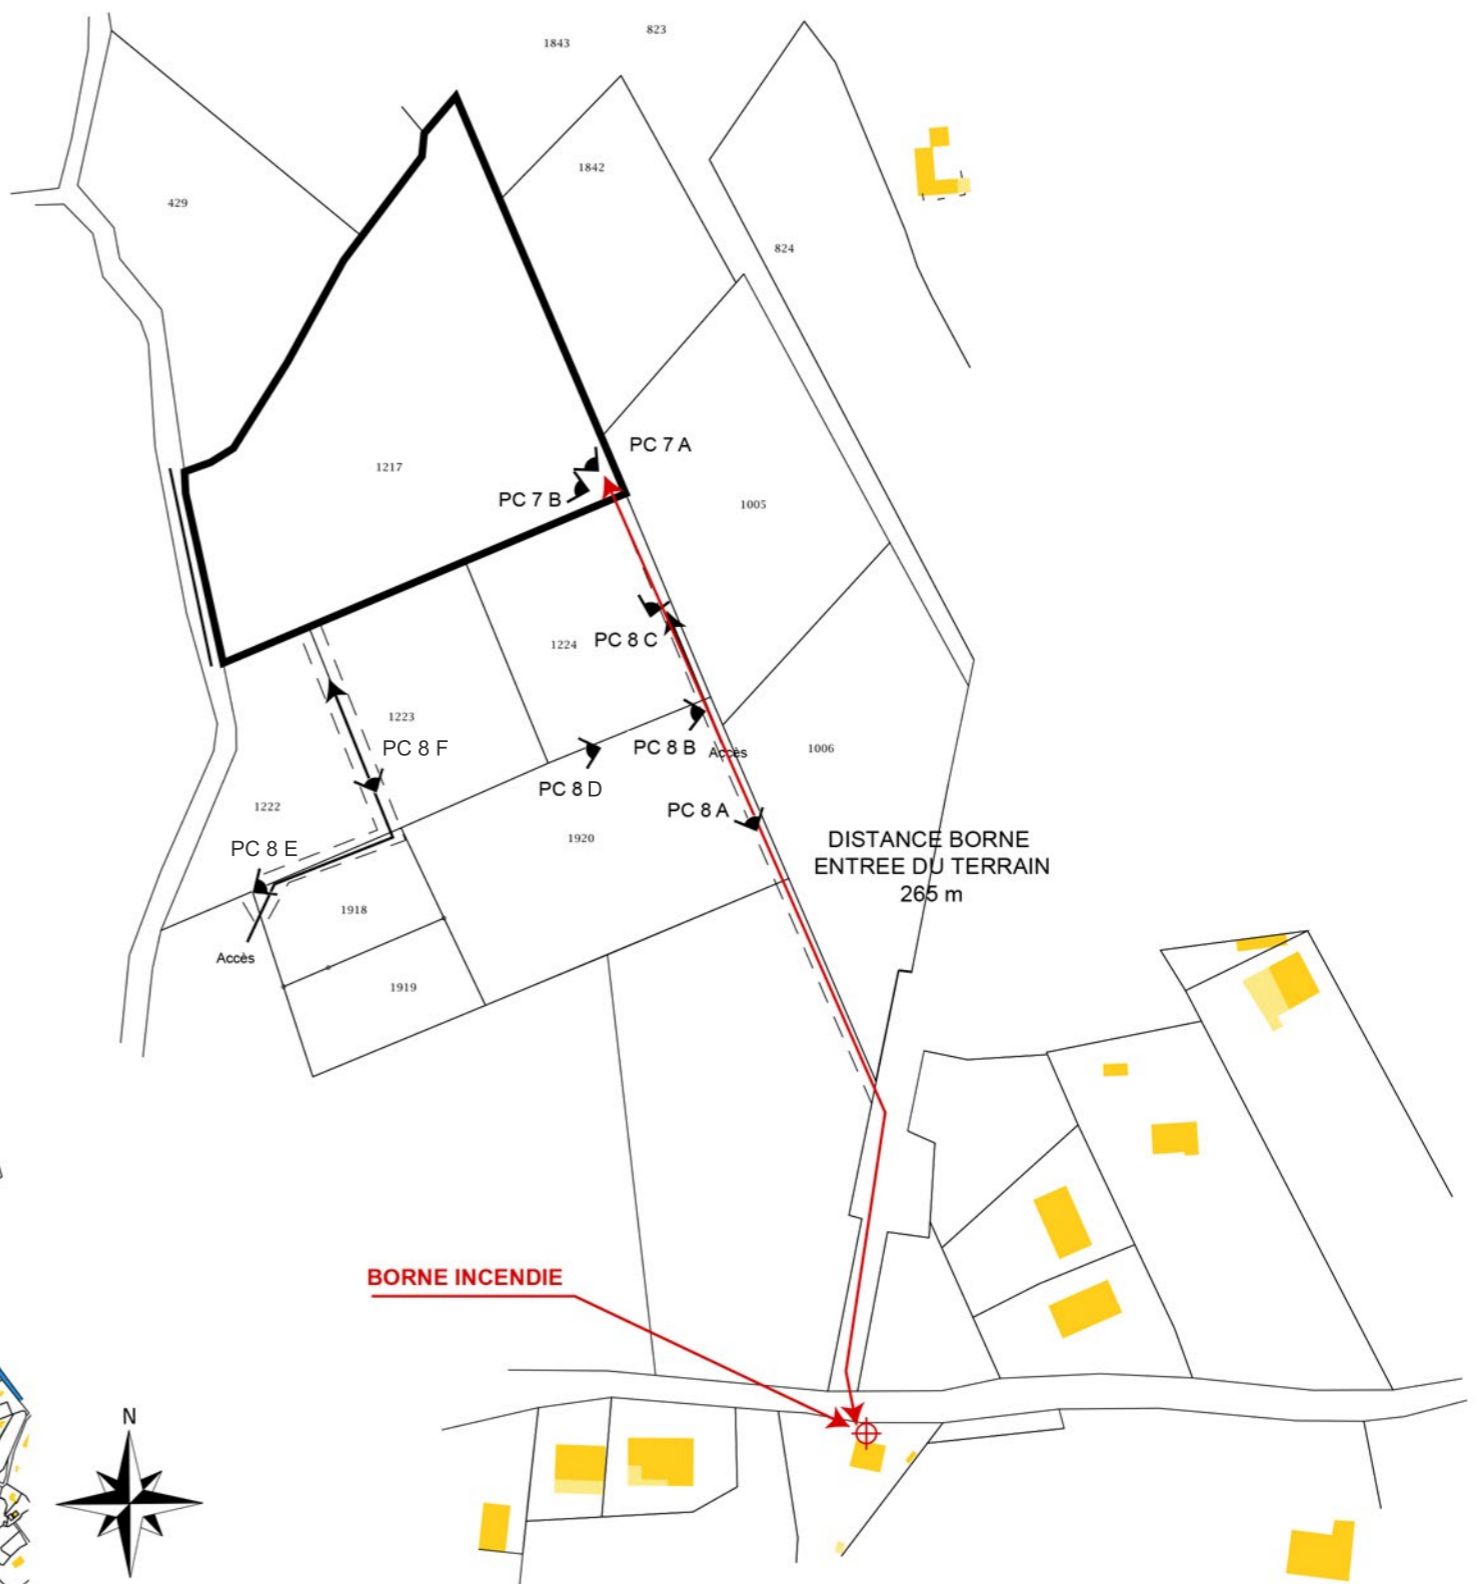 823
1843
1842
429
824
PC 7 A
1217
PC 7 B
1005
PC 8 C
1224
1223
PC 8 F
PC 8 B
Accès
1006
PC 8 D
1222
PC 8 A
PC 8 E
1920
DISTANCE BORNE
ENTREE DU TERRAIN
265 m
1918
Accès
1919
BORNE INCENDIE
N